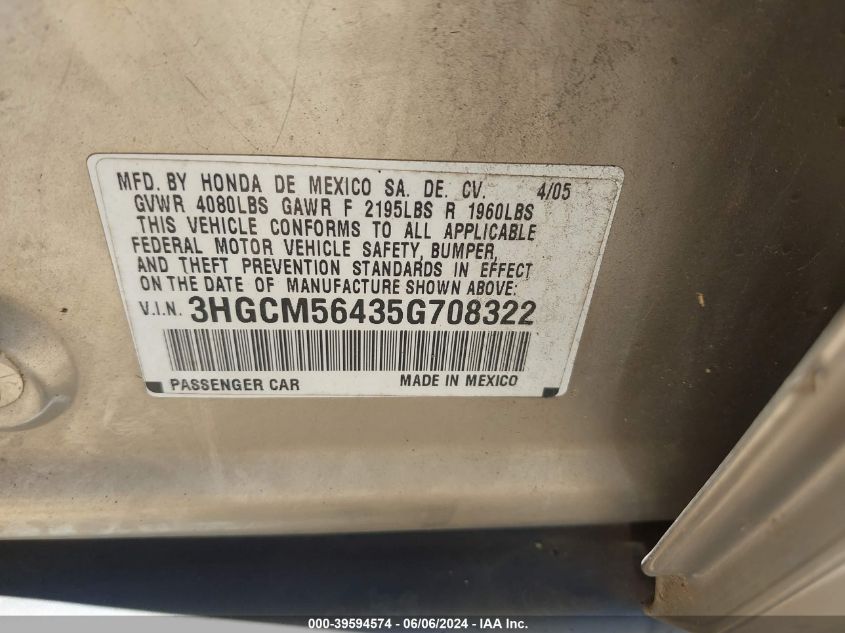 MFD. BY HONDA DE MEXICO SA. DE. CV. 4/05
GVWR 4080LBS GAWR F 2195LBS R 1960LBS
THIS VEHICLE CONFORMS TO ALL APPLICABLE
FEDERAL MOTOR VEHICLE SAFETY, BUMPER,
AND THEFT PREVENTION STANDARDS IN EFFECT
ON THE DATE OF MANUFACTURE SHOWN ABOVE:
V.I.N. 3HGCM56435G708322
PASSENGER CAR MADE IN MEXICO
000-39594574 / 06/06/2024 - IAA Inc.